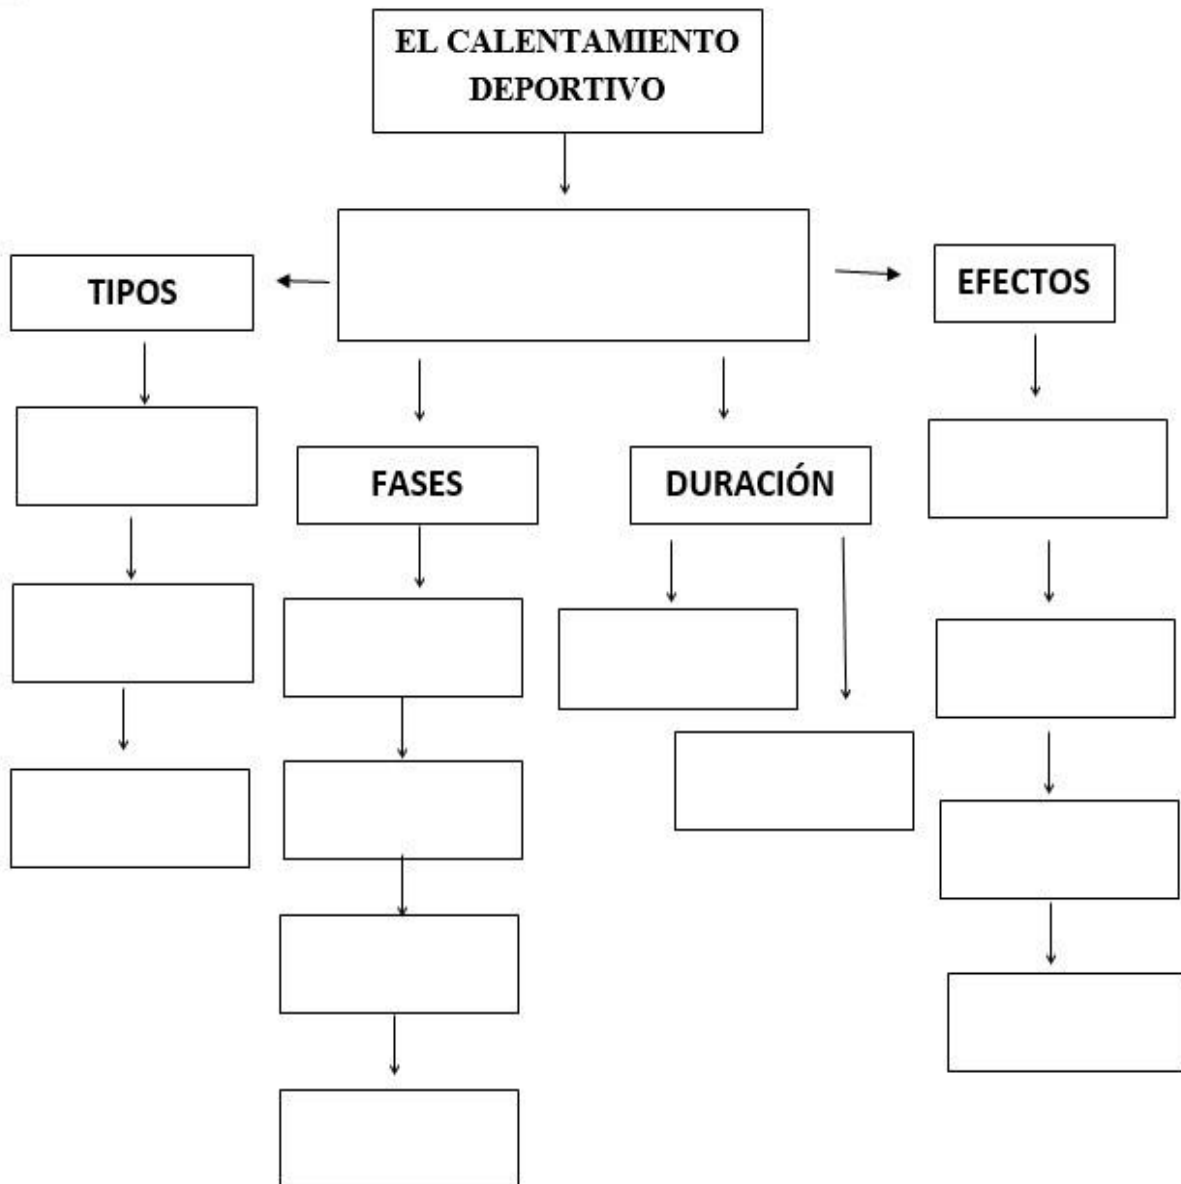 EL CALENTAMIENTO
DEPORTIVO
TIPOS
EFECTOS
FASES
DURACIÓN